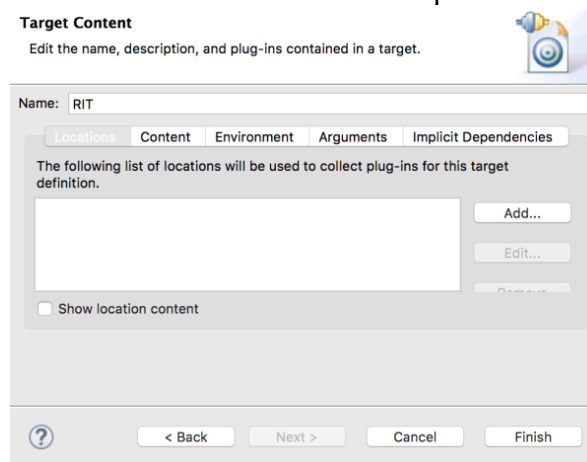 Target Content
Edit the name, description, and plug-ins contained in a target.
Name: RIT
Locations Content Environment Arguments Implicit Dependencies
The following list of locations will be used to collect plug-ins for this target
definition.
Add...
Edit...
Remove
Show location content
?
< Back Next > Cancel Finish